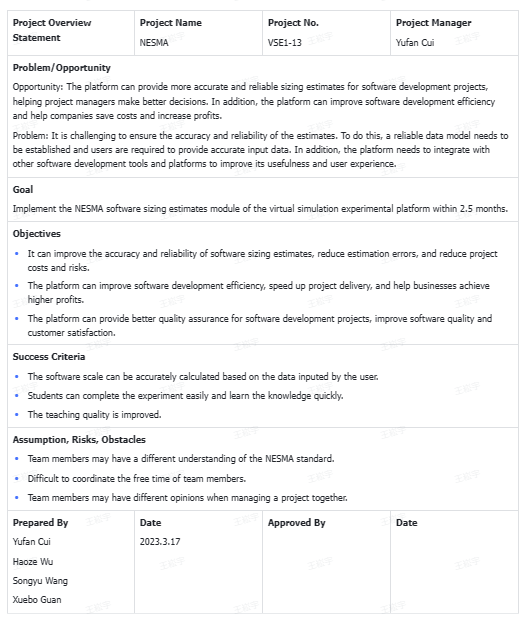 Project Overview Statement
Project Name
NESMA
Project No.
VSE1-13
Project Manager
Yufan Cui
Problem/Opportunity
Opportunity: The platform can provide more accurate and reliable sizing estimates for software development projects,
helping project managers make better decisions. In addition, the platform can improve software development efficiency
and help companies save costs and increase profits.
Problem: It is challenging to ensure the accuracy and reliability of the estimates. To do this, a reliable data model needs to
be established and users are required to provide accurate input data. In addition, the platform needs to integrate with
other software development tools and platforms to improve its usefulness and user experience.
Goal
Implement the NESMA software sizing estimates module of the virtual simulation experimental platform within 2.5 months.
Objectives
• It can improve the accuracy and reliability of software sizing estimates, reduce estimation errors, and reduce project
costs and risks.
• The platform can improve software development efficiency, speed up project delivery, and help businesses achieve
higher profits.
• The platform can provide better quality assurance for software development projects, improve software quality and
customer satisfaction.
Success Criteria
• The software scale can be accurately calculated based on the data inputed by the user.
• Students can complete the experiment easily and learn the knowledge quickly.
• The teaching quality is improved.
Assumption, Risks, Obstacles
• Team members may have a different understanding of the NESMA standard.
• Difficult to coordinate the free time of team members.
• Team members may have different opinions when managing a project together.
Prepared By
Yufan Cui
Haoze Wu
Songyu Wang
Xuebo Guan
Date
2023.3.17
Approved By
Date